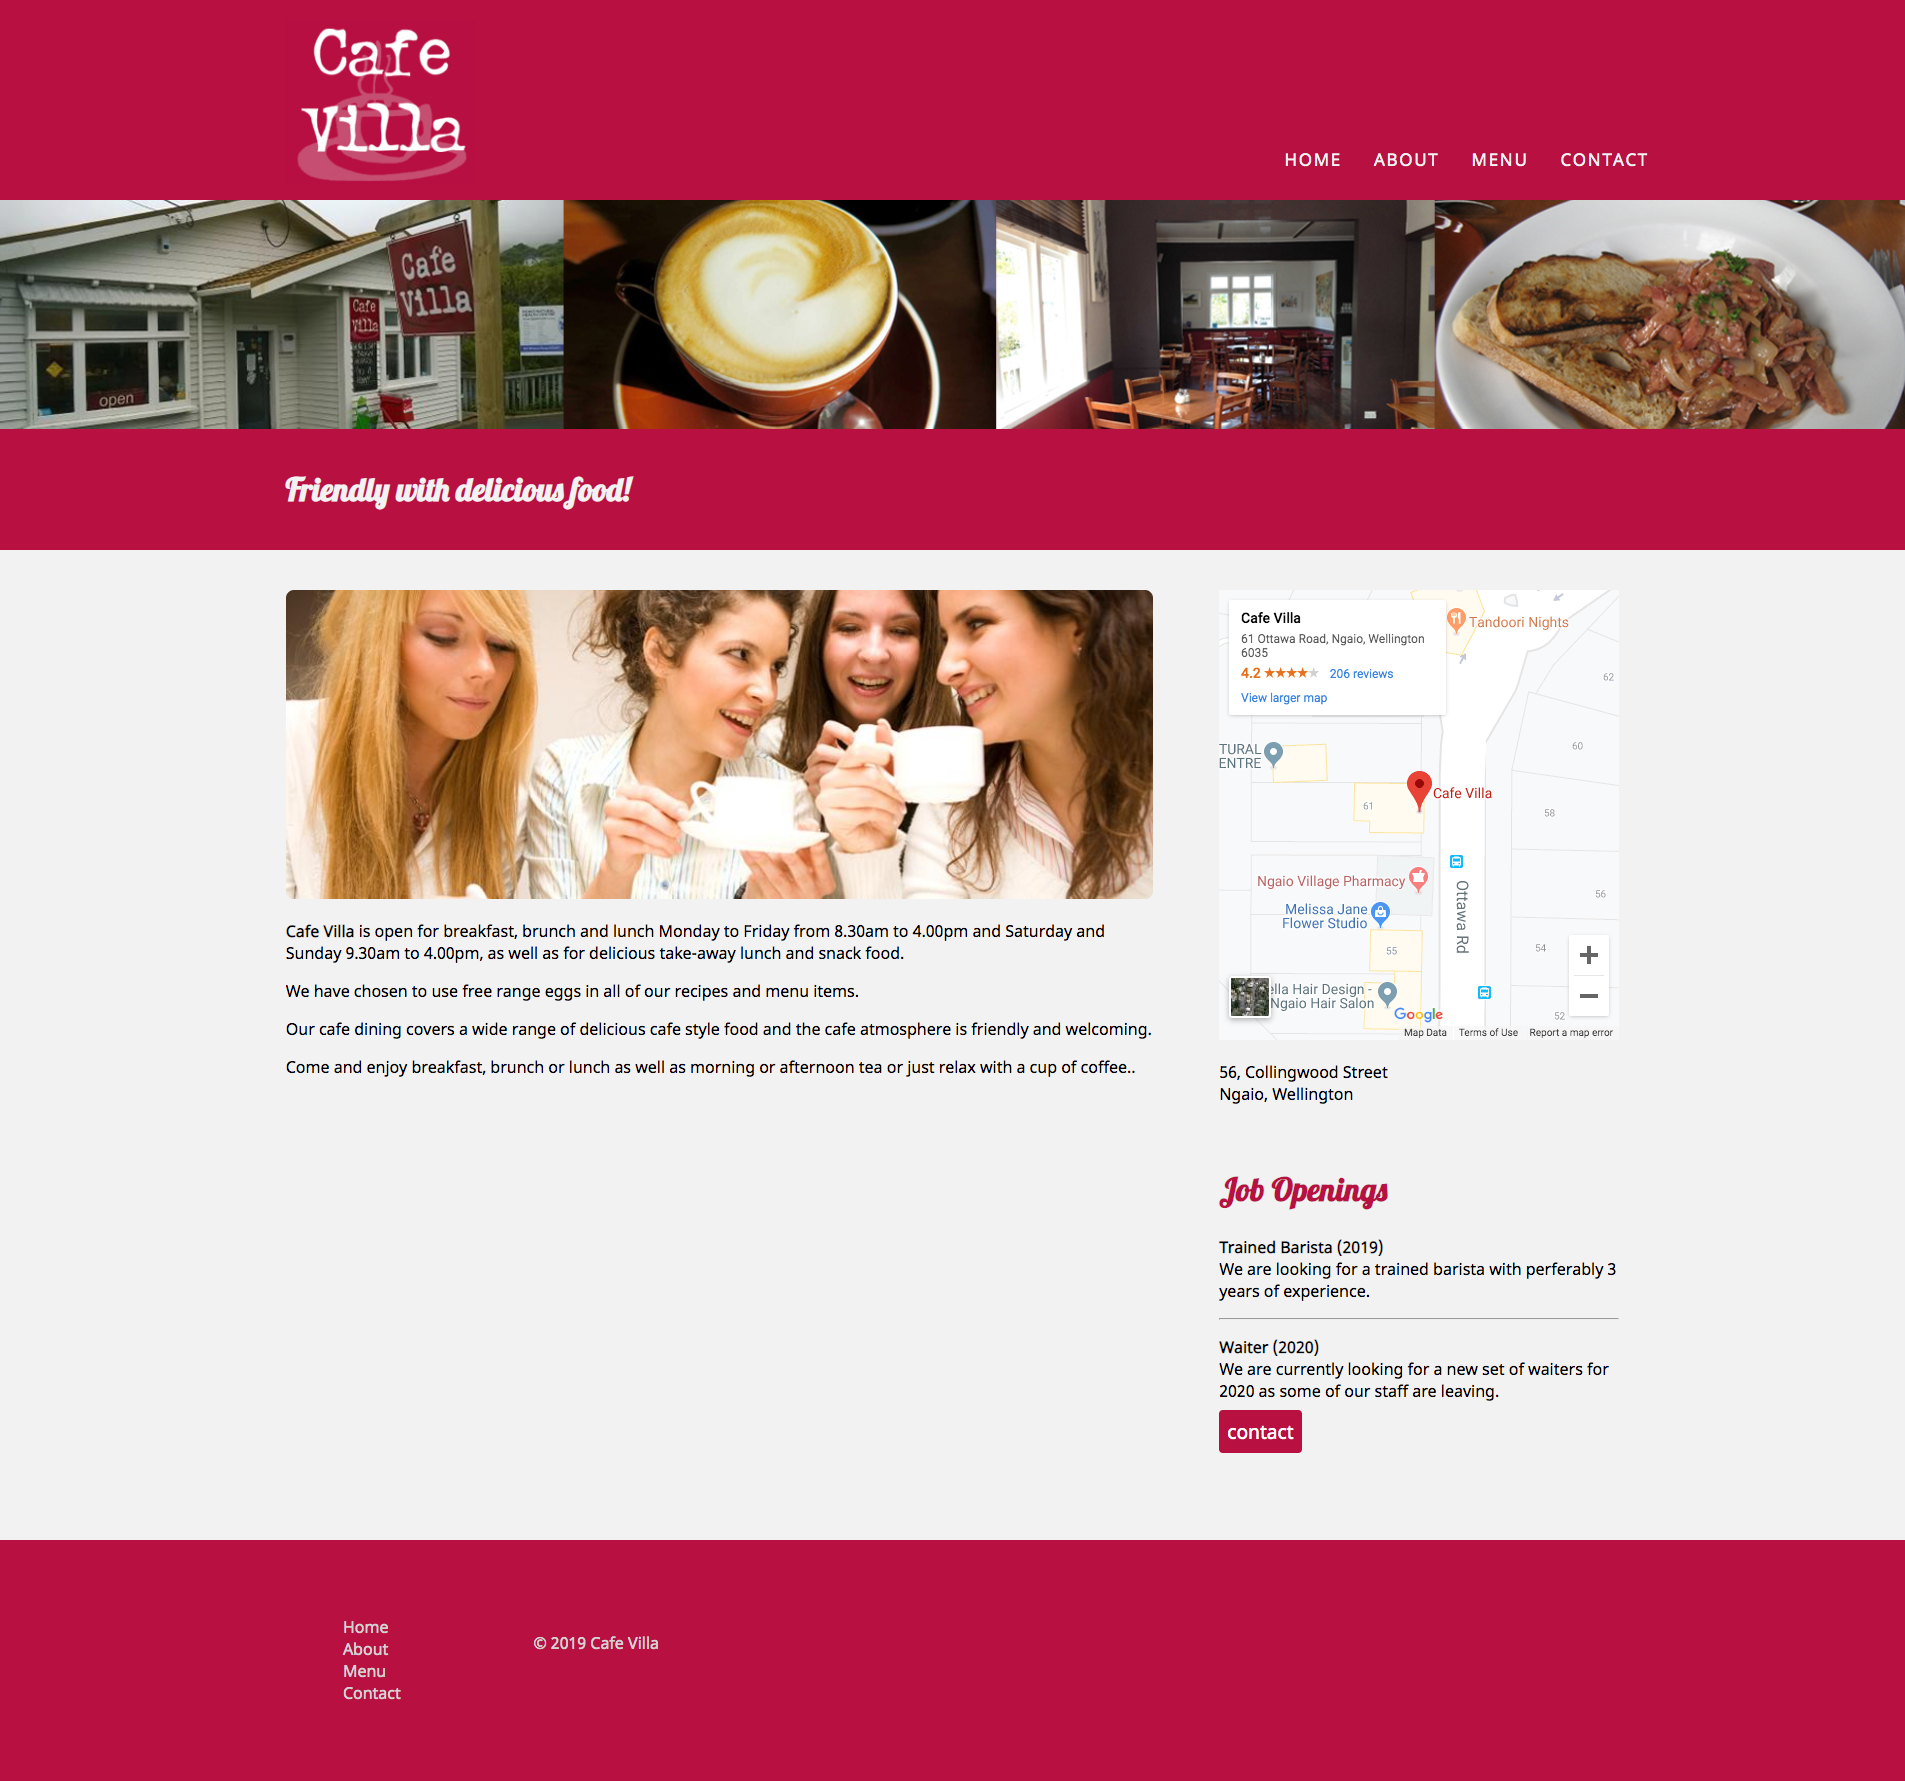 Cafe
Villa
HOME ABOUT MENU CONTACT
Cafe
Villa
Cafe
Villa
open
Friendly with delicious food!
Cafe Villa
61 Ottawa Road, Ngaio, Wellington
6035
4.2 ★★★★★ 206 reviews
View larger map
Tandoori Nights
62
TURAL
ENTRE
60
Cafe Villa
61
58
Ngaio Village Pharmacy
Melissa Jane
Flower Studio
Ottawa Rd
56
55
54
ella Hair Design -
Ngaio Hair Salon
52
Google
Map Data Terms of Use Report a map error
Cafe Villa is open for breakfast, brunch and lunch Monday to Friday from 8.30am to 4.00pm and Saturday and
Sunday 9.30am to 4.00pm, as well as for delicious take-away lunch and snack food.
We have chosen to use free range eggs in all of our recipes and menu items.
Our cafe dining covers a wide range of delicious cafe style food and the cafe atmosphere is friendly and welcoming.
Come and enjoy breakfast, brunch or lunch as well as morning or afternoon tea or just relax with a cup of coffee..
56, Collingwood Street
Ngaio, Wellington
Job Openings
Trained Barista (2019)
We are looking for a trained barista with perferably 3
years of experience.
Waiter (2020)
We are currently looking for a new set of waiters for
2020 as some of our staff are leaving.
contact
Home
About
Menu
Contact
© 2019 Cafe Villa